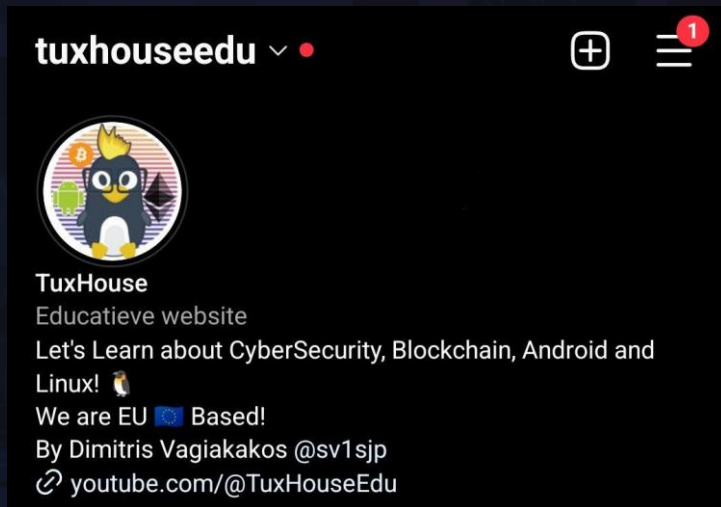 tuxhouseedu
1
TuxHouse
Educatieve website
Let's Learn about CyberSecurity, Blockchain, Android and
Linux! 🐧
We are EU 🇪🇺 Based!
By Dimitris Vagiakakos @sv1sjp
youtube.com/@TuxHouseEdu